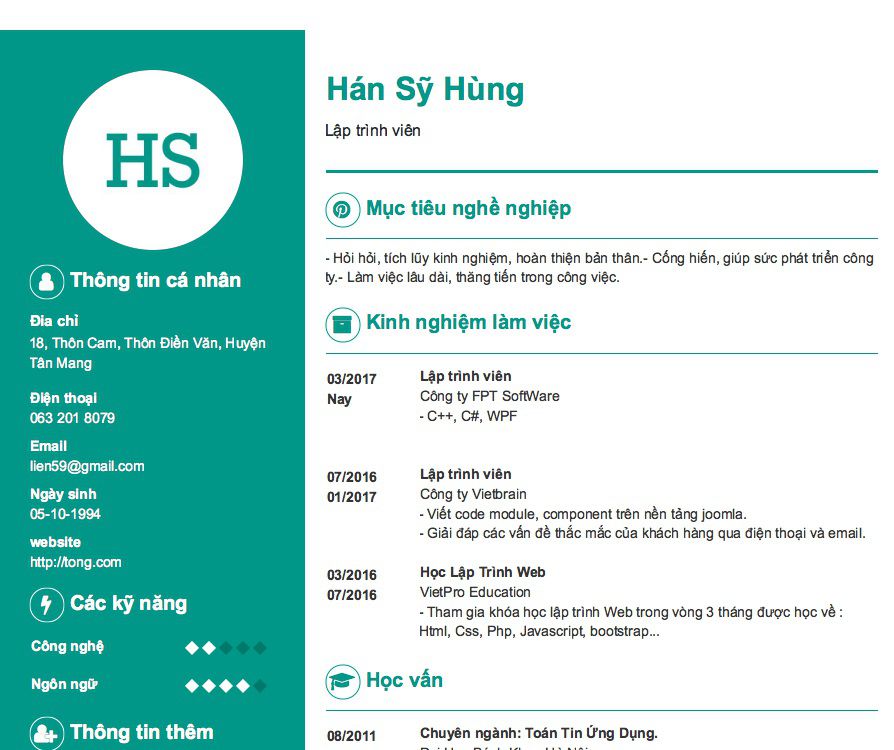 HS
Thông tin cá nhân
Địa chỉ
18, Thôn Cam, Thôn Điền Văn, Huyện
Tân Mang
Điện thoại
063 201 8079
Email
lien59@gmail.com
Ngày sinh
05-10-1994
website
http://tong.com
Các kỹ năng
Công nghệ
Ngôn ngữ
Thông tin thêm
Hán Sỹ Hùng
Lập trình viên
Mục tiêu nghề nghiệp
- Hỏi hỏi, tích lũy kinh nghiệm, hoàn thiện bản thân.- Cống hiến, giúp sức phát triển công
ty.- Làm việc lâu dài, thăng tiến trong công việc.
Kinh nghiệm làm việc
03/2017
Nay
Lập trình viên
Công ty FPT SoftWare
- C++, C#, WPF
07/2016
01/2017
Lập trình viên
Công ty Vietbrain
- Viết code module, component trên nền tảng joomla.
- Giải đáp các vấn đề thắc mắc của khách hàng qua điện thoại và email.
03/2016
07/2016
Học Lập Trình Web
VietPro Education
- Tham gia khóa học lập trình Web trong vòng 3 tháng được học về :
Html, Css, Php, Javascript, bootstrap...
Học vấn
08/2011
Chuyên ngành: Toán Tin Ứng Dụng.